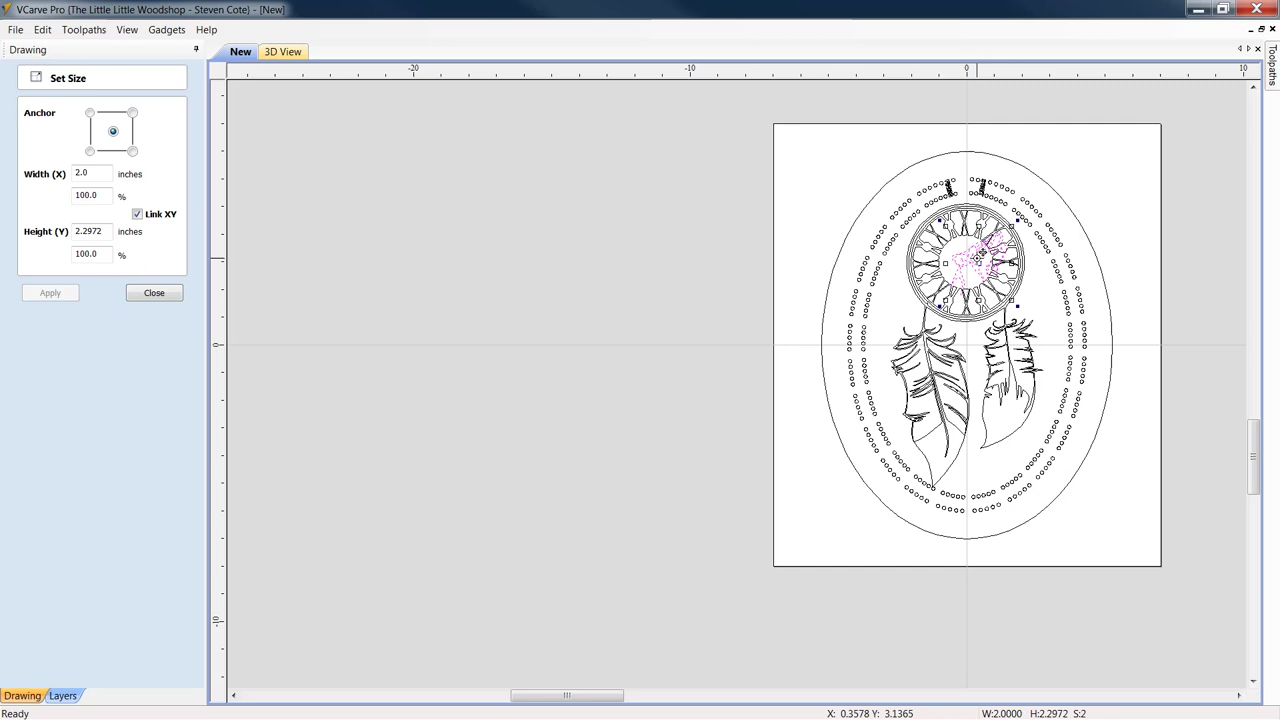 VCarve Pro {The Little Little Woodshop - Steven Cote} - [New]
File Edit Toolpaths View Gadgets Help
Drawing
New 3D View
Toolpaths
-20 -10 0 10
Set Size
Anchor
Width (X) 2.0 inches
100.0 %
Link XY
Height (Y) 2.2972 inches
100.0 %
Apply Close
0
-10
Drawing Layers
Ready X: 0.3578 Y: 3.1365 W:2.0000 H:2.2972 S:2